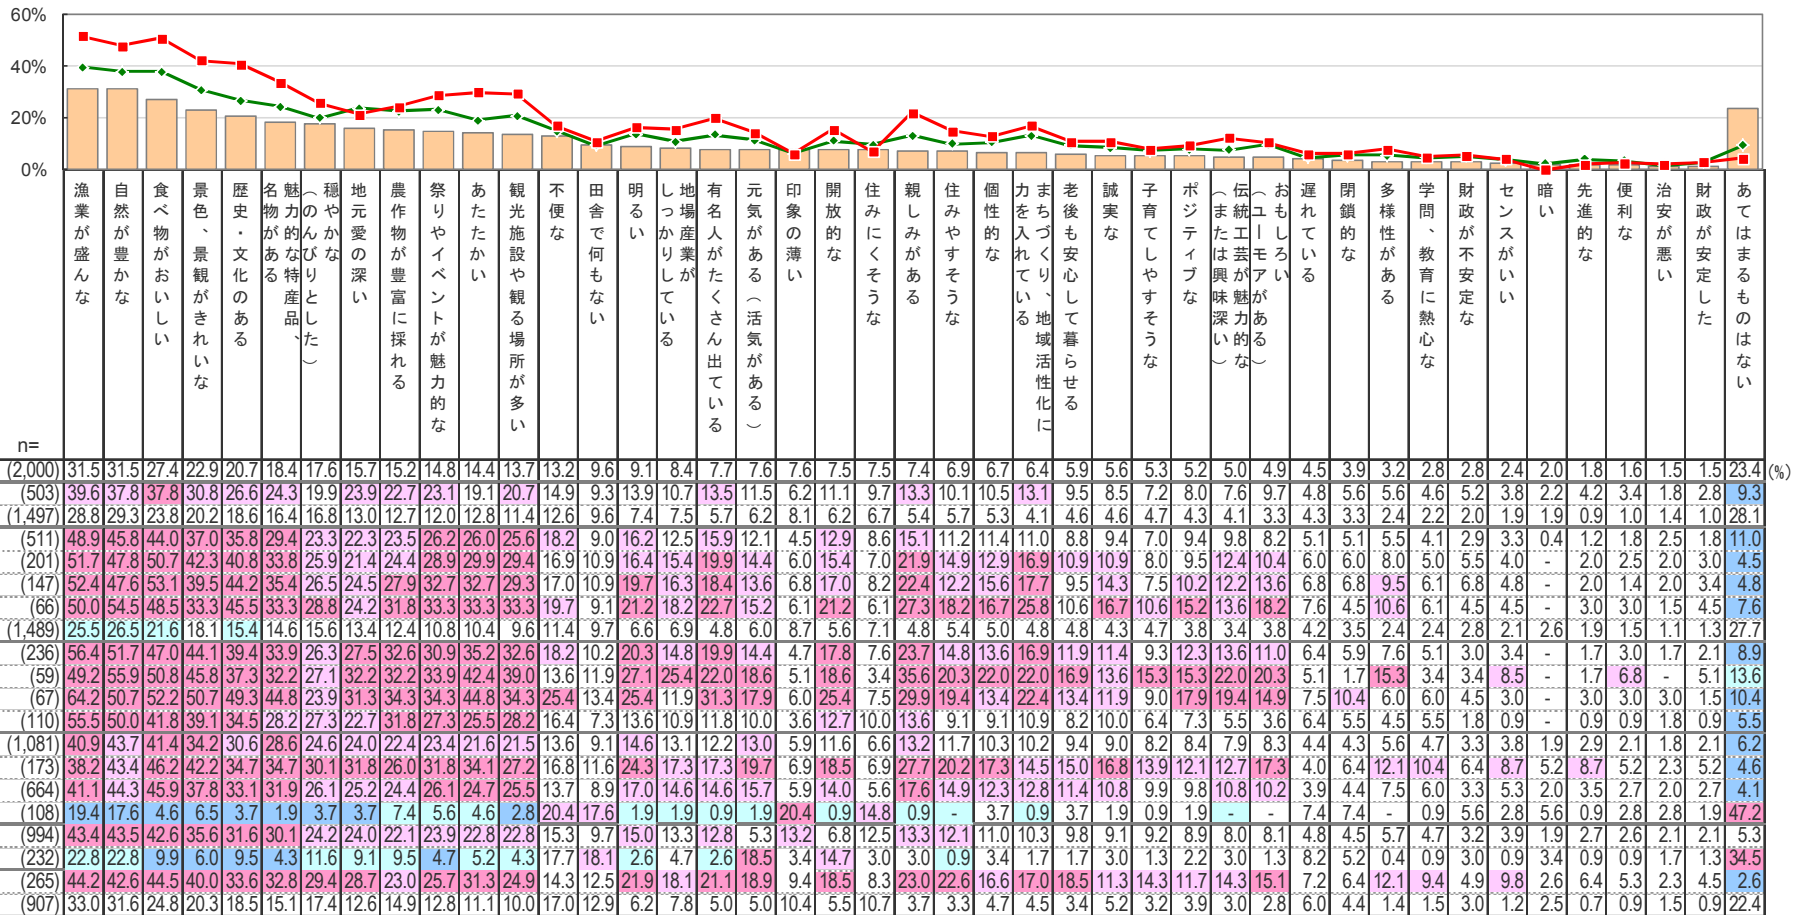 60%
40%
20%
0%
漁業が盛んな
自然が豊かな
食べ物がおいしい
景色、景観がきれいな
歴史・文化のある
魅力的な特産品、
名物がある
穏やかな
（のんびりとした）
地元愛の深い
農作物が豊富に採れる
祭りやイベントが魅力的な
あたたかい
観光施設や観る場所が多い
不便な
田舎で何もない
明るい
地場産業が
しっかりしている
有名人がたくさん出ている
元気がある（活気がある）
印象の薄い
開放的な
住みにくそうな
親しみがある
住みやすそうな
個性的な
まちづくり、地域活性化に
力を入れている
老後も安心して暮らせる
誠実な
子育てしやすそうな
ポジティブな
伝統工芸が魅力的な
（または興味深い）
おもしろい
（ユーモアがある）
遅れている
閉鎖的な
多様性がある
学問、教育に熱心な
財政が不安定な
センスがいい
暗い
先進的な
便利な
治安が悪い
財政が安定した
あてはまるものはない
n=
(2,000) 31.5 31.5 27.4 22.9 20.7 18.4 17.6 15.7 15.2 14.8 14.4 13.7 13.2 9.6 9.1 8.4 7.7 7.6 7.6 7.5 7.5 7.4 6.9 6.7 6.4 5.9 5.6 5.3 5.2 5.0 4.9 4.5 3.9 3.2 2.8 2.8 2.4 2.0 1.8 1.6 1.5 1.5 23.4 (%)
(503) 39.6 37.8 37.8 30.8 26.6 24.3 19.9 23.9 22.7 23.1 19.1 20.7 14.9 9.3 13.9 10.7 13.5 11.5 6.2 11.1 9.7 13.3 10.1 10.5 13.1 9.5 8.5 7.2 8.0 7.6 9.7 4.8 5.6 5.6 4.6 5.2 3.8 2.2 4.2 3.4 1.8 2.8 9.3
(1,497) 28.8 29.3 23.8 20.2 18.6 16.4 16.8 13.0 12.7 12.0 12.8 11.4 12.6 9.6 7.4 7.5 5.7 6.2 8.1 6.2 6.7 5.4 5.7 5.3 4.1 4.6 4.6 4.7 4.3 4.1 3.3 4.3 3.3 2.4 2.2 2.0 1.9 1.9 0.9 1.0 1.4 1.0 28.1
(511) 48.9 45.8 44.0 37.0 35.8 29.4 23.3 22.3 23.5 26.2 26.0 25.6 18.2 9.0 16.2 12.5 15.9 12.1 4.5 12.9 8.6 15.1 11.2 11.4 11.0 8.8 9.4 7.0 9.4 9.8 8.2 5.1 5.1 5.5 4.1 2.9 3.3 0.4 1.2 1.8 2.5 1.8 11.0
(201) 51.7 47.8 50.7 42.3 40.8 33.8 25.9 21.4 24.4 28.9 29.9 29.4 16.9 10.9 16.4 15.4 19.9 14.4 6.0 15.4 7.0 21.9 14.9 12.9 16.9 10.9 10.9 8.0 9.5 12.4 10.4 6.0 6.0 8.0 5.0 5.5 4.0 - 2.0 2.5 2.0 3.0 4.5
(147) 52.4 47.6 53.1 39.5 44.2 35.4 26.5 24.5 27.9 32.7 32.7 29.3 17.0 10.9 19.7 16.3 18.4 13.6 6.8 17.0 8.2 22.4 12.2 15.6 17.7 9.5 14.3 7.5 10.2 12.2 13.6 6.8 6.8 9.5 6.1 6.8 4.8 - 2.0 1.4 2.0 3.4 4.8
(66) 50.0 54.5 48.5 33.3 45.5 33.3 28.8 24.2 31.8 33.3 33.3 33.3 19.7 9.1 21.2 18.2 22.7 15.2 6.1 21.2 6.1 27.3 18.2 16.7 25.8 10.6 16.7 10.6 15.2 13.6 18.2 7.6 4.5 10.6 6.1 4.5 4.5 - 3.0 3.0 1.5 4.5 7.6
(1,489) 25.5 26.5 21.6 18.1 15.4 14.6 15.6 13.4 12.4 10.8 10.4 9.6 11.4 9.7 6.6 6.9 4.8 6.0 8.7 5.6 7.1 4.8 5.4 5.0 4.8 4.8 4.3 4.7 3.8 3.4 3.8 4.2 3.5 2.4 2.4 2.8 2.1 2.6 1.9 1.5 1.1 1.3 27.7
(236) 56.4 51.7 47.0 44.1 39.4 33.9 26.3 27.5 32.6 30.9 35.2 32.6 18.2 10.2 20.3 14.8 19.9 14.4 4.7 17.8 7.6 23.7 14.8 13.6 16.9 11.9 11.4 9.3 12.3 13.6 11.0 6.4 5.9 7.6 5.1 3.0 3.4 - 1.7 3.0 1.7 2.1 8.9
(59) 49.2 55.9 50.8 45.8 37.3 32.2 27.1 32.2 32.2 33.9 42.4 39.0 13.6 11.9 27.1 25.4 22.0 18.6 5.1 18.6 3.4 35.6 20.3 22.0 22.0 16.9 13.6 15.3 15.3 22.0 20.3 5.1 1.7 15.3 3.4 3.4 8.5 - 1.7 6.8 - 5.1 13.6
(67) 64.2 50.7 52.2 50.7 49.3 44.8 23.9 31.3 34.3 34.3 44.8 34.3 25.4 13.4 25.4 11.9 31.3 17.9 6.0 25.4 7.5 29.9 19.4 13.4 22.4 13.4 11.9 9.0 17.9 19.4 14.9 7.5 10.4 6.0 6.0 4.5 3.0 - 3.0 3.0 3.0 1.5 10.4
(110) 55.5 50.0 41.8 39.1 34.5 28.2 27.3 22.7 31.8 27.3 25.5 28.2 16.4 7.3 13.6 10.9 11.8 10.0 3.6 12.7 10.0 13.6 9.1 9.1 10.9 8.2 10.0 6.4 7.3 5.5 3.6 6.4 5.5 4.5 5.5 1.8 0.9 - 0.9 0.9 1.8 0.9 5.5
(1,081) 40.9 43.7 41.4 34.2 30.6 28.6 24.6 24.0 22.4 23.4 21.6 21.5 13.6 9.1 14.6 13.1 12.2 13.0 5.9 11.6 6.6 13.2 11.7 10.3 10.2 9.4 9.0 8.2 8.4 7.9 8.3 4.4 4.3 5.6 4.7 3.3 3.8 1.9 2.9 2.1 1.8 2.1 6.2
(173) 38.2 43.4 46.2 42.2 34.7 34.7 30.1 31.8 26.0 31.8 34.1 27.2 16.8 11.6 24.3 17.3 17.3 19.7 6.9 18.5 6.9 27.7 20.2 17.3 14.5 15.0 16.8 13.9 12.1 12.7 17.3 4.0 6.4 12.1 10.4 6.4 8.7 5.2 8.7 5.2 2.3 5.2 4.6
(664) 41.1 44.3 45.9 37.8 33.1 31.9 26.1 25.2 24.4 26.1 24.7 25.5 13.7 8.9 17.0 14.6 14.6 15.7 5.9 14.0 5.6 17.6 14.9 12.3 12.8 11.4 10.8 9.9 9.8 10.8 10.2 3.9 4.4 7.5 6.0 3.3 5.3 2.0 3.5 2.7 2.0 2.7 4.1
(108) 19.4 17.6 4.6 6.5 3.7 1.9 3.7 3.7 7.4 5.6 4.6 2.8 20.4 17.6 1.9 1.9 0.9 1.9 20.4 0.9 14.8 0.9 - 3.7 0.9 3.7 1.9 0.9 1.9 - - 7.4 7.4 - 0.9 5.6 2.8 5.6 0.9 2.8 2.8 1.9 47.2
(994) 43.4 43.5 42.6 35.6 31.6 30.1 24.2 24.0 22.1 23.9 22.8 22.8 15.3 9.7 15.0 13.3 12.8 5.3 13.2 6.8 12.5 13.3 12.1 11.0 10.3 9.8 9.1 9.2 8.9 8.0 8.1 4.8 4.5 5.7 4.7 3.2 3.9 1.9 2.7 2.6 2.1 2.1 5.3
(232) 22.8 22.8 9.9 6.0 9.5 4.3 11.6 9.1 9.5 4.7 5.2 4.3 17.7 18.1 2.6 4.7 2.6 18.5 3.4 14.7 3.0 3.0 0.9 3.4 1.7 1.7 3.0 1.3 2.2 3.0 1.3 8.2 5.2 0.4 0.9 3.0 0.9 3.4 0.9 0.9 1.7 1.3 34.5
(265) 44.2 42.6 44.5 40.0 33.6 32.8 29.4 28.7 23.0 25.7 31.3 24.9 14.3 12.5 21.9 18.1 21.1 18.9 9.4 18.5 8.3 23.0 22.6 16.6 17.0 18.5 11.3 14.3 11.7 14.3 15.1 7.2 6.4 12.1 9.4 4.9 9.8 2.6 6.4 5.3 2.3 4.5 2.6
(907) 33.0 31.6 24.8 20.3 18.5 15.1 17.4 12.6 14.9 12.8 11.1 10.0 17.0 12.9 6.2 7.8 5.0 5.0 10.4 5.5 10.7 3.7 3.3 4.7 4.5 3.4 5.2 3.2 3.9 3.0 2.8 6.0 4.4 1.4 1.5 3.0 1.2 2.5 0.7 0.9 1.5 0.9 22.4